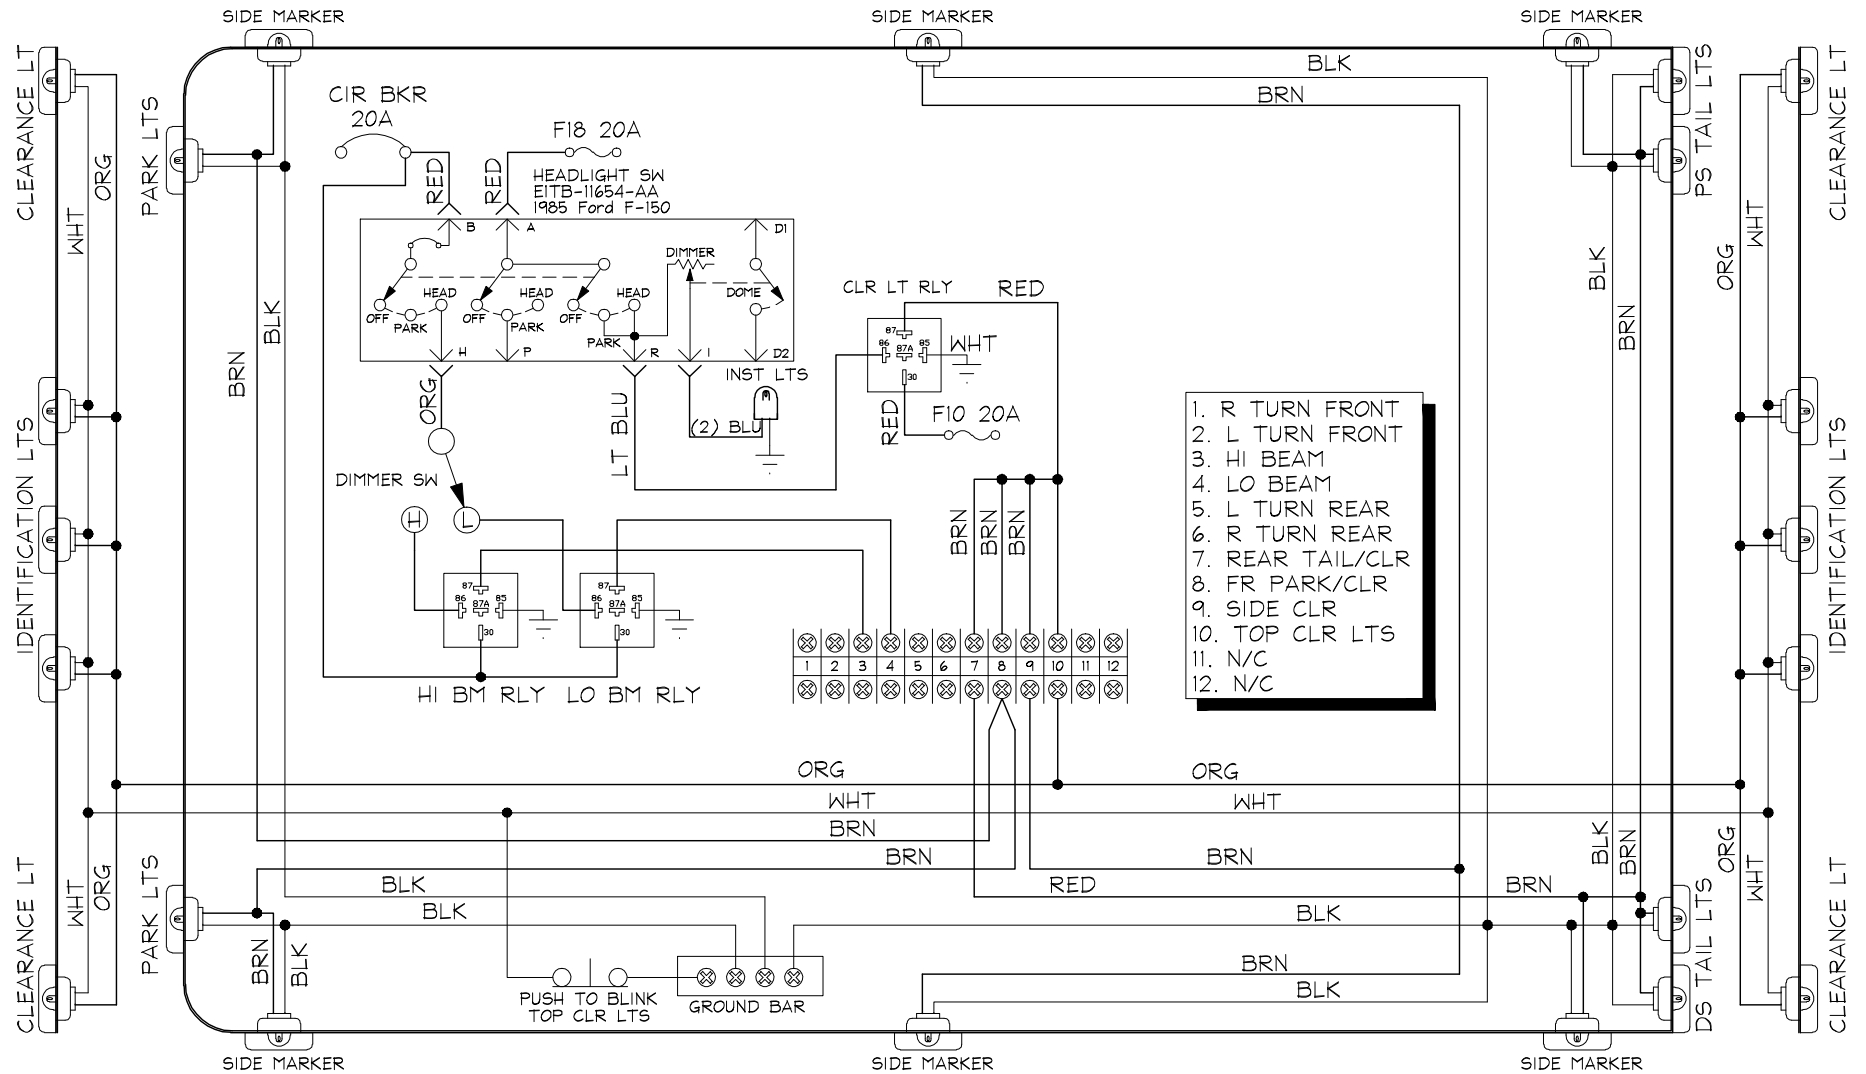 SIDE MARKER
SIDE MARKER
SIDE MARKER
CLEARANCE LT
PARK LTS
ORG
WHT
CIR BKR
20A
F18 20A
RED
RED
HEADLIGHT SW
E1TB-11654-AA
1985 Ford F-150
BLK
BRN
PS TAIL LTS
CLEARANCE LT
WHT
ORG
BLK
BRN
BRN
BLK
B
A
D1
DIMMER
DOME
HEAD
HEAD
HEAD
OFF
OFF
OFF
PARK
PARK
PARK
H
P
R
I
D2
INST LTS
ORG
LT BLU
(2) BLU
CLR LT RLY
RED
87
86
87A
85
30
WHT
RED
F10 20A
DIMMER SW
H
L
87
86
87A
85
30
87
86
87A
85
30
HI BM RLY
LO BM RLY
BRN
BRN
BRN
1
2
3
4
5
6
7
8
9
10
11
12
1. R TURN FRONT
2. L TURN FRONT
3. HI BEAM
4. LO BEAM
5. L TURN REAR
6. R TURN REAR
7. REAR TAIL/CLR
8. FR PARK/CLR
9. SIDE CLR
10. TOP CLR LTS
11. N/C
12. N/C
IDENTIFICATION LTS
IDENTIFICATION LTS
ORG
ORG
WHT
WHT
BRN
BRN
BRN
BLK
RED
BRN
BLK
BLK
BRN
BLK
BLK
BRN
ORG
WHT
CLEARANCE LT
WHT
ORG
PARK LTS
BRN
BLK
PUSH TO BLINK
TOP CLR LTS
GROUND BAR
DS TAIL LTS
CLEARANCE LT
SIDE MARKER
SIDE MARKER
SIDE MARKER